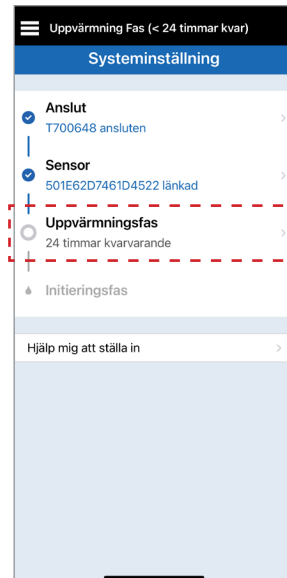 Uppvärmning Fas (< 24 timmar kvar)
Systeminställning
Anslut
T700648 ansluten
Sensor
501E62D7461D4522 länkad
Uppvärmningsfas
24 timmar kvarvarande
Initieringsfas
Hjälp mig att ställa in